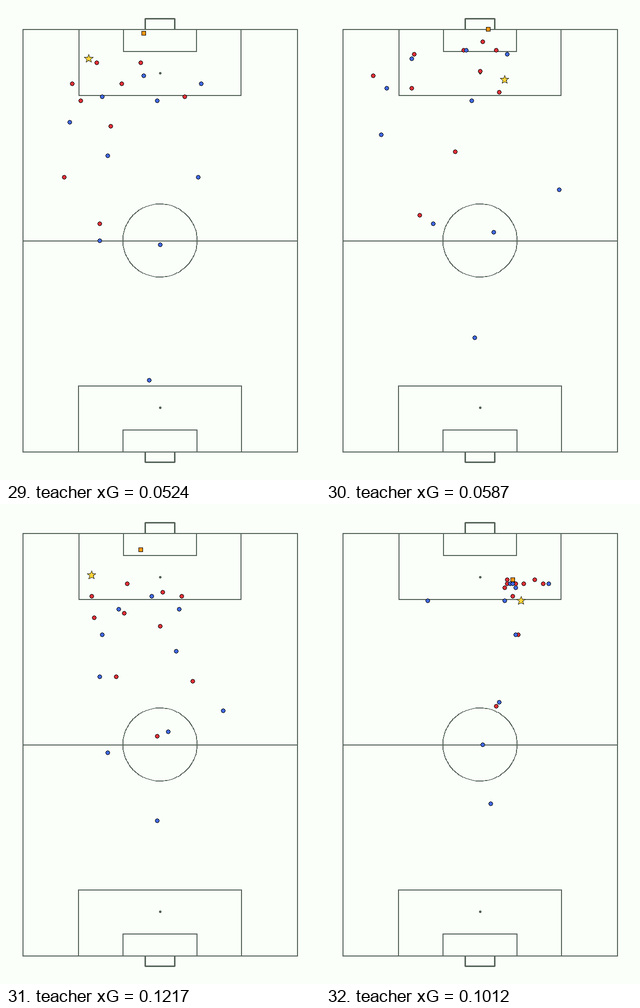 29. teacher xG = 0.0524
30. teacher xG = 0.0587
31. teacher xG = 0.1217
32. teacher xG = 0.1012